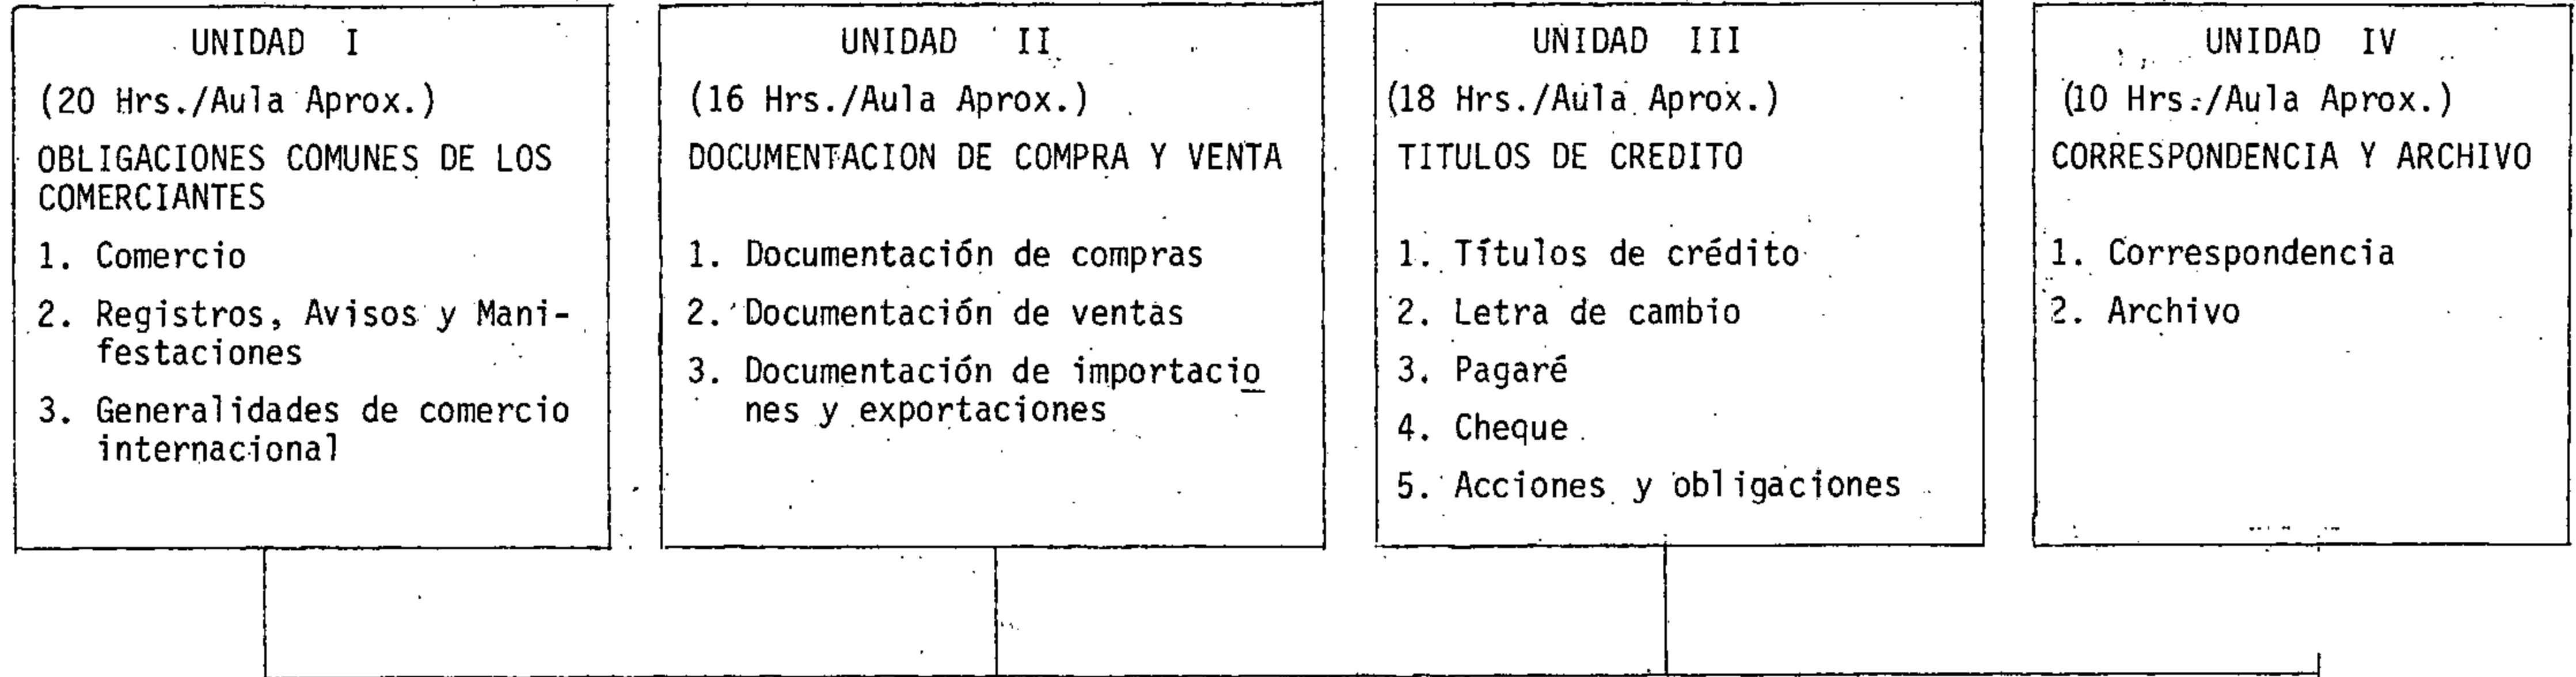 UNIDAD I
(20 Hrs./Aula Aprox.)
OBLIGACIONES COMUNES DE LOS
COMERCIANTES
1. Comercio
2. Registros, Avisos y Mani-
festaciones
3. Generalidades de comercio
internacional
UNIDAD II
(16 Hrs./Aula Aprox.)
DOCUMENTACION DE COMPRA Y VENTA
1. Documentación de compras
2. Documentación de ventas
3. Documentación de importacio
nes y exportaciones
UNIDAD III
(18 Hrs./Aula Aprox.)
TITULOS DE CREDITO
1. Títulos de crédito
2. Letra de cambio
3. Pagaré
4. Cheque
5. Acciones y obligaciones
UNIDAD IV
(10 Hrs./Aula Aprox.)
CORRESPONDENCIA Y ARCHIVO
1. Correspondencia
2. Archivo